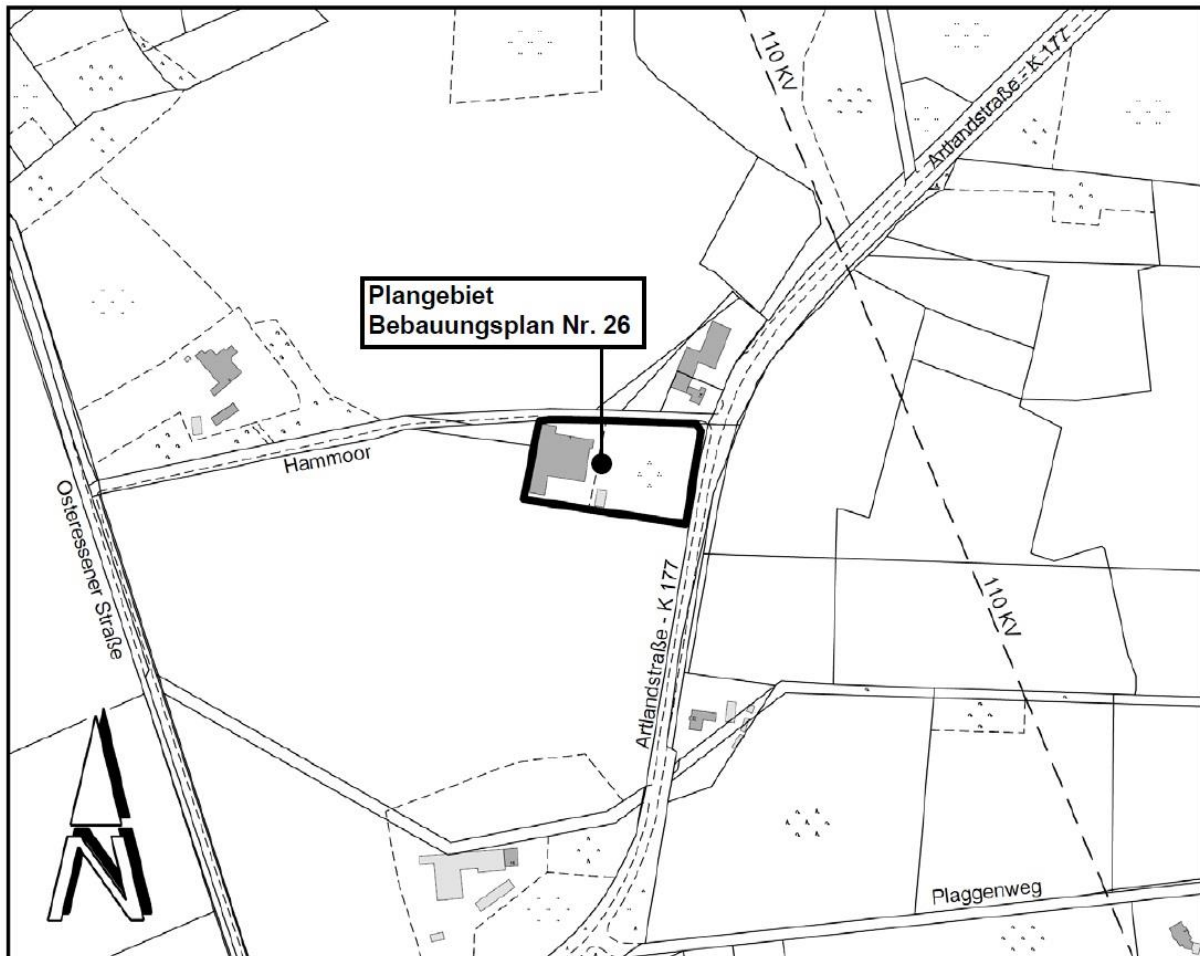 110 KV
Artlandstraße - K 177
Plangebiet
Bebauungsplan Nr. 26
Hammoor
Osteressener Straße
Artlandstraße - K 177
110 KV
Plaggenweg
N